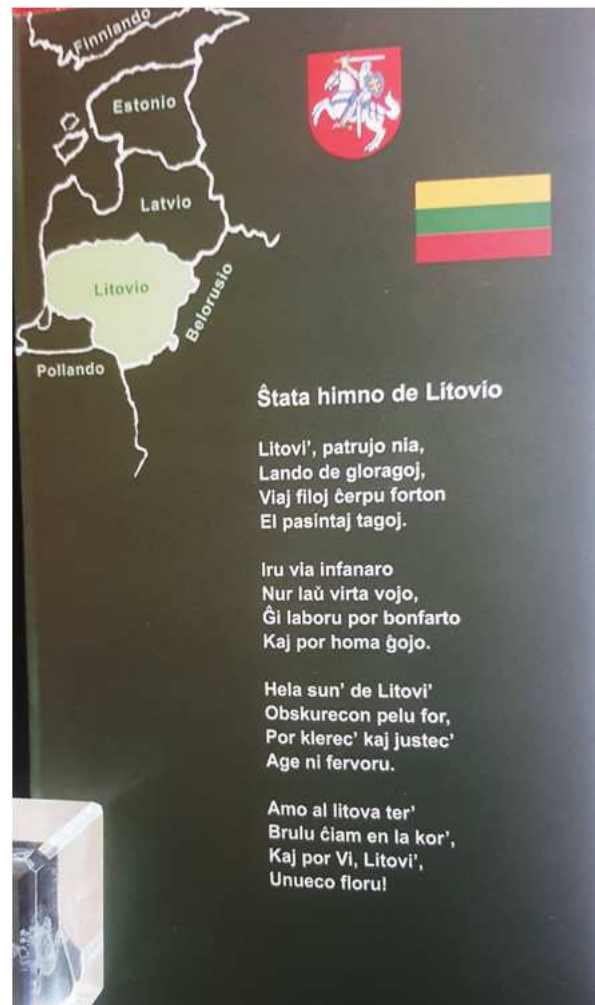 Finnlando
Estonio
Latvio
Litovio
Belorusio
Pollando
Ŝtata himno de Litovio
Litovi’, patrujo nia,
Lando de gloragoj,
Viaj filoj ĉerpu forton
El pasintaj tagoj.
Iru via infanaro
Nur laŭ virta vojo,
Ĝi laboru por bonfarto
Kaj por homa ĝojo.
Hela sun’ de Litovi’
Obskurecon pelu for,
Por klerec’ kaj justec’
Age ni fervoru.
Amo al litova ter’
Brulu ĉiam en la kor’,
Kaj por Vi, Litovi’,
Unueco floru!